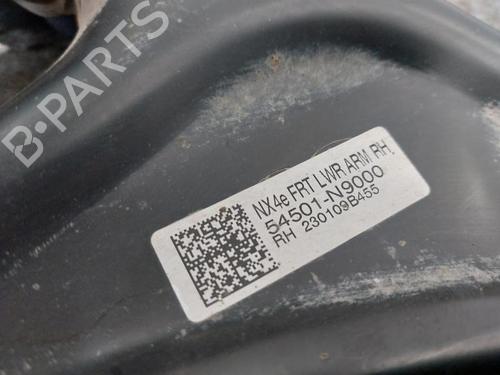 B-PARTS
NX4e FRT LWR ARM, RH
54501-N9000
RH 230109B455